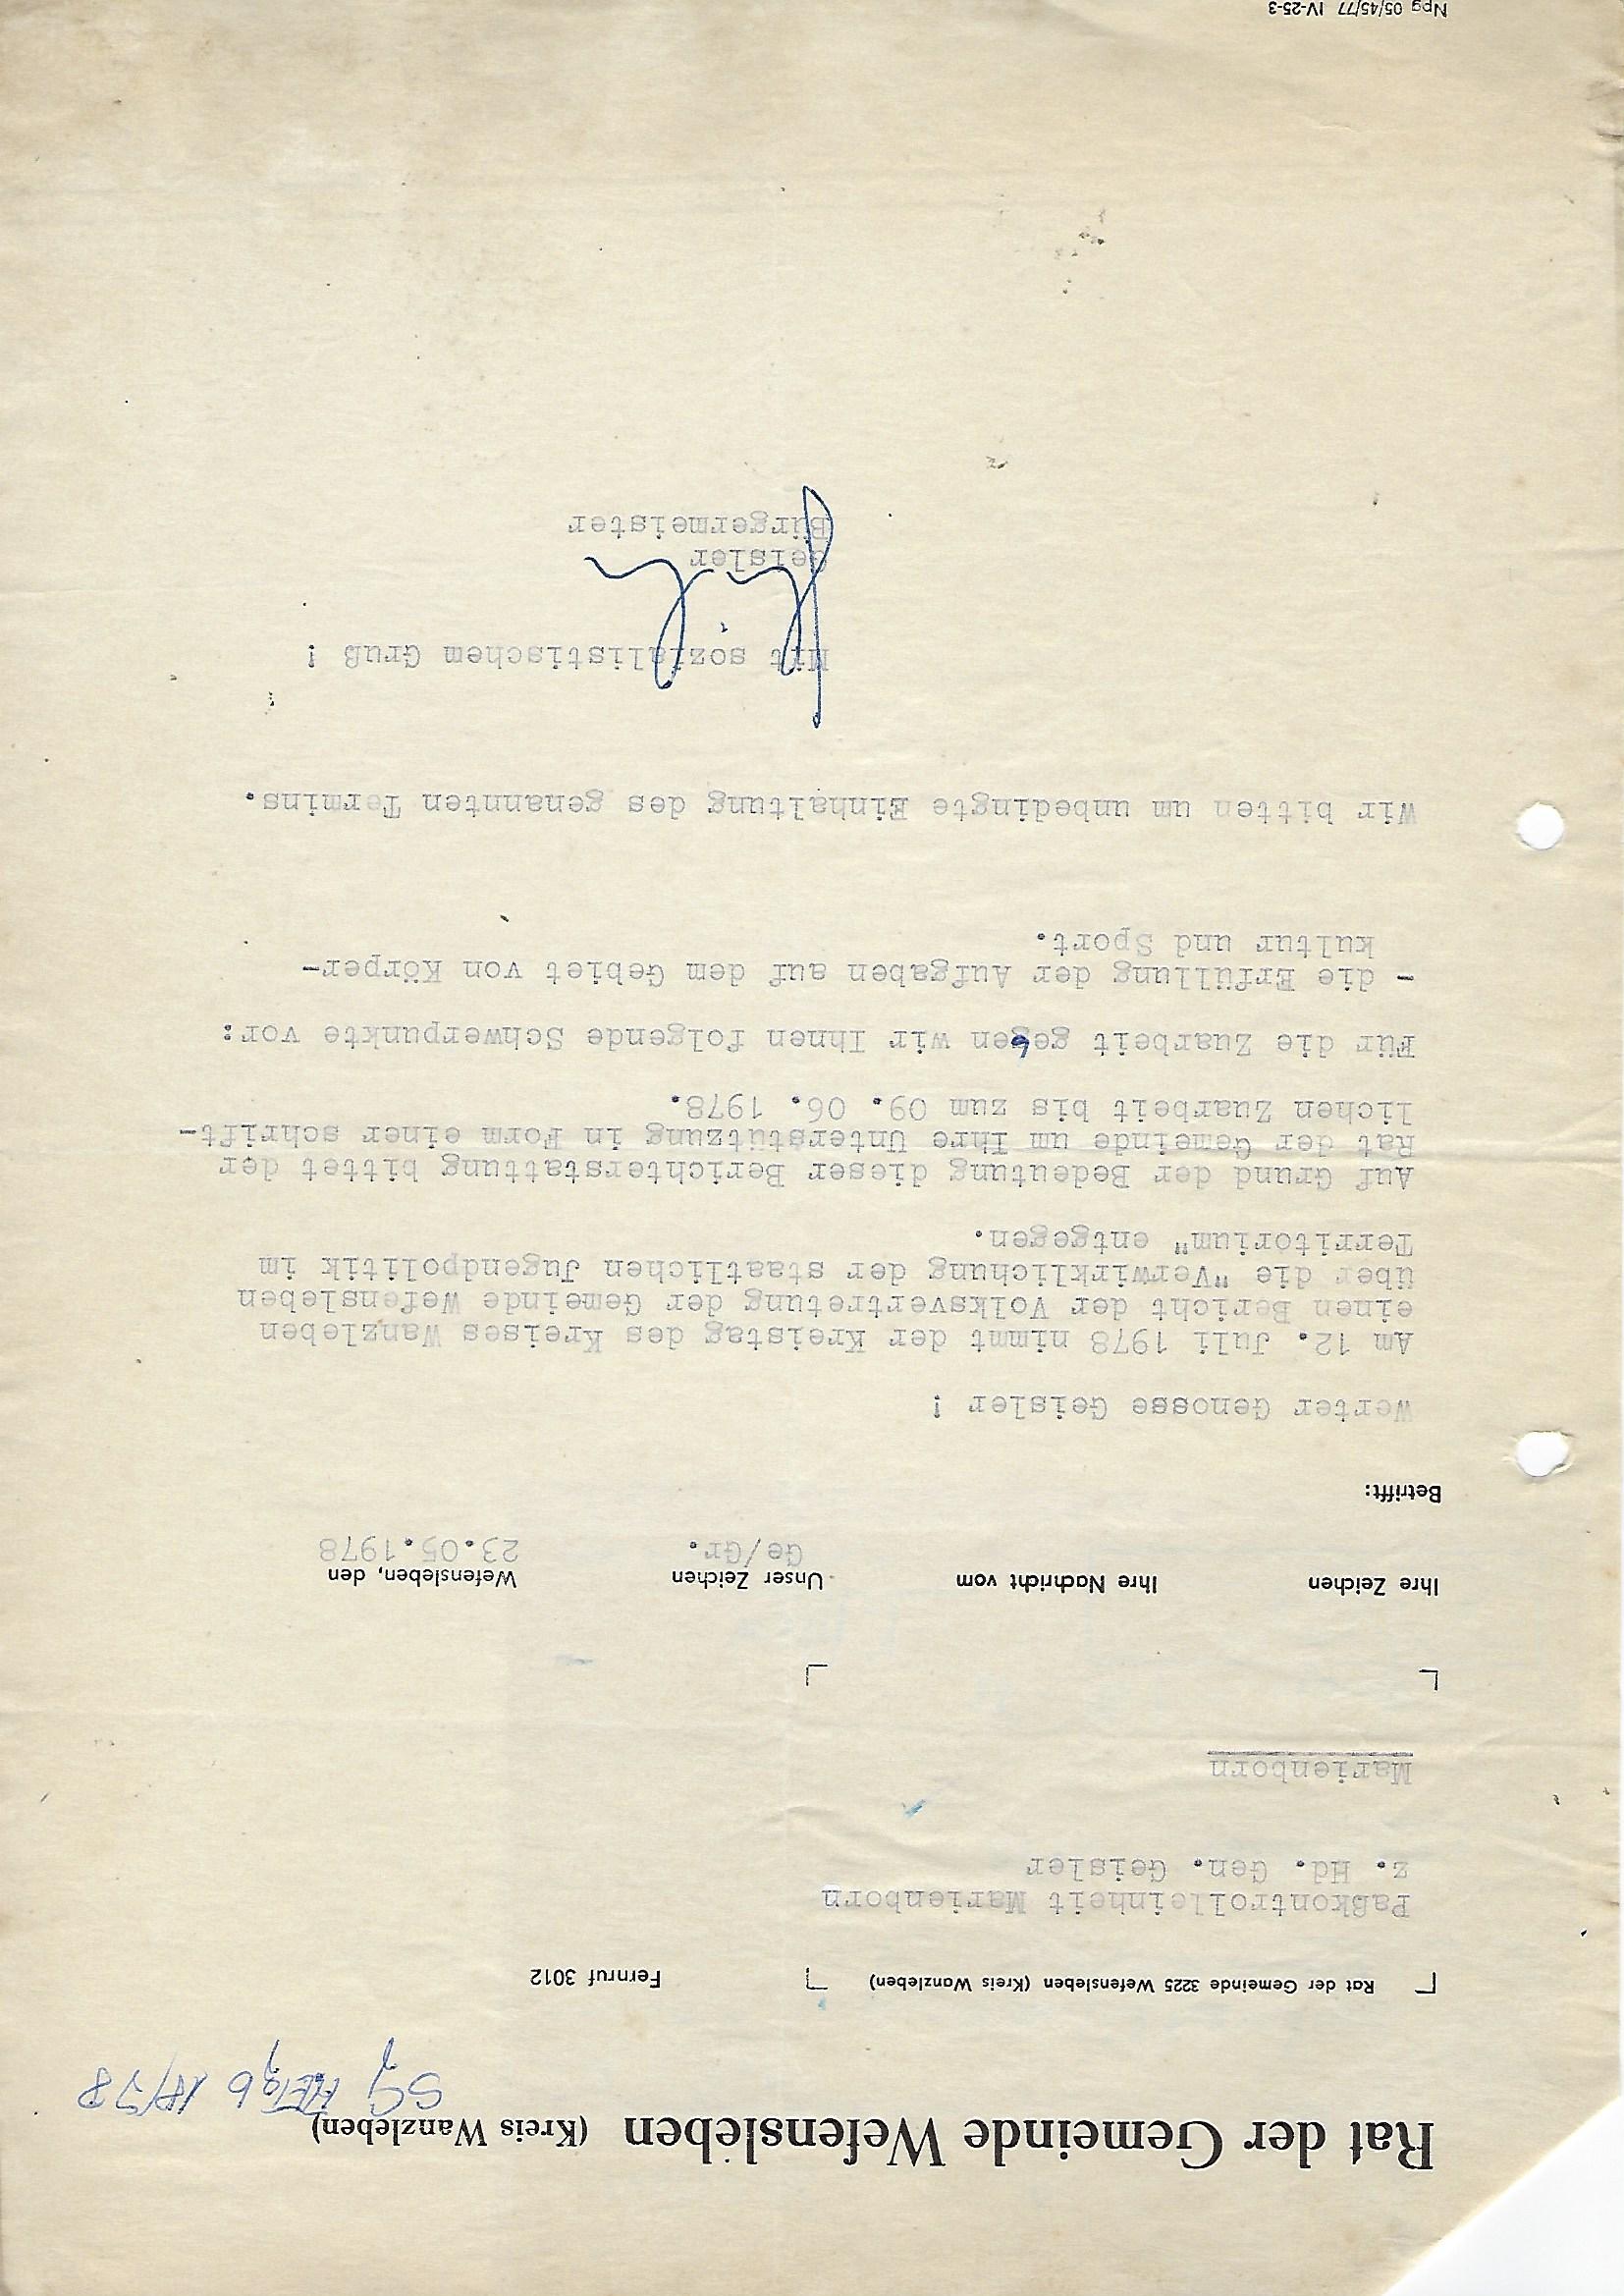 Rat der Gemeinde Wefensleben (Kreis Wanzleben)
Rat der Gemeinde 3225 Wefensleben (Kreis Wanzleben)
Fernruf 3012
Paßkontrolleinheit Marienborn
z. Hd. Gen. Geisler
Marienborn
Ihre Zeichen Ihre Nachricht vom Unser Zeichen Wefensleben, den
Ge/Gr. 23.05.1978
Betrifft:
Werter Genosse Geisler !
Am 12. Juli 1978 nimmt der Kreistag des Kreises Wanzleben
einen Bericht der Volksvertretung der Gemeinde Wefensleben
über die "Verwirklichung der staatlichen Jugendpolitik im
Territorium" entgegen.
Auf Grund der Bedeutung dieser Berichterstattung bittet der
Rat der Gemeinde um Ihre Unterstützung in Form einer schrift-
lichen Zuarbeit bis zum 09. 06. 1978.
Für die Zuarbeit geben wir Ihnen folgende Schwerpunkte vor:
- die Erfüllung der Aufgaben auf dem Gebiet von Körper-
kultur und Sport.
Wir bitten um unbedingte Einhaltung des genannten Termins.
Mit sozialistischem Gruß !
Geisler
Bürgermeister
Npg 05/45/77 IV-25-3